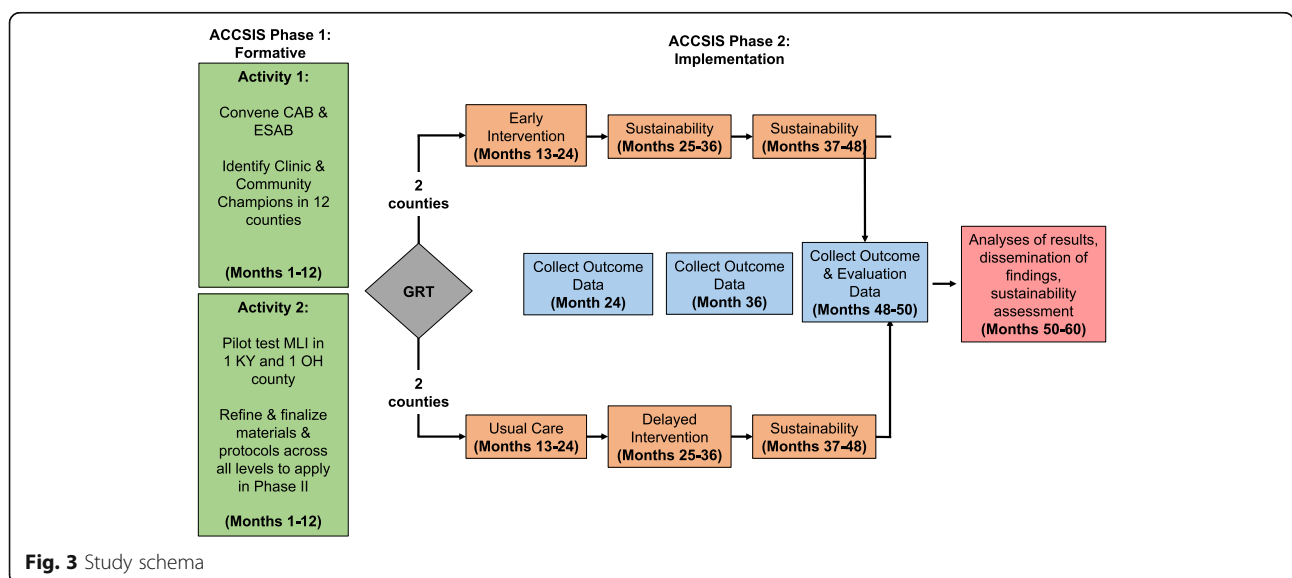 ACCSIS Phase 1:
Formative
Activity 1:
Convene CAB &
ESAB
Identify Clinic &
Community
Champions in 12
counties
(Months 1-12)
Activity 2:
Pilot test MLI in
1 KY and 1 OH
county
Refine & finalize
materials &
protocols across
all levels to apply
in Phase II
(Months 1-12)
ACCSIS Phase 2:
Implementation
GRT
2
counties
Early
Intervention
(Months 13-24)
Sustainability
(Months 25-36)
Sustainability
(Months 37-48)
Collect Outcome
Data
(Month 24)
Collect Outcome
Data
(Month 36)
Collect Outcome
& Evaluation
Data
(Months 48-50)
Analyses of results,
dissemination of
findings,
sustainability
assessment
(Months 50-60)
2
counties
Usual Care
(Months 13-24)
Delayed
Intervention
(Months 25-36)
Sustainability
(Months 37-48)
Fig. 3 Study schema